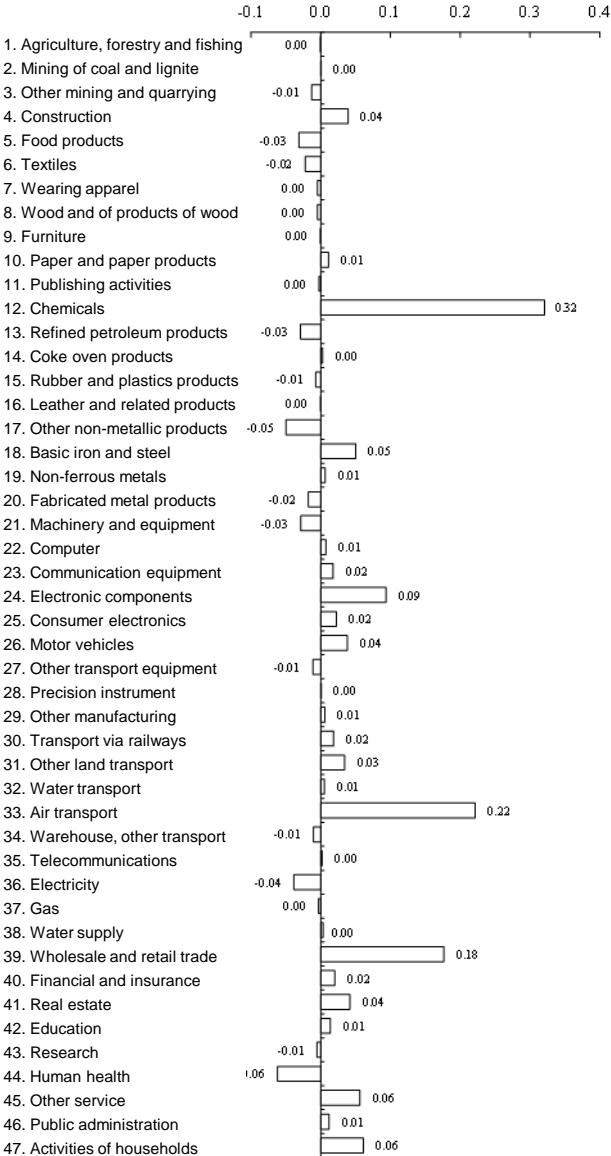 -0.1 0.0 0.1 0.2 0.3 0.4
1. Agriculture, forestry and fishing 0.00
2. Mining of coal and lignite 0.00
3. Other mining and quarrying -0.01
4. Construction 0.04
5. Food products -0.03
6. Textiles -0.02
7. Wearing apparel 0.00
8. Wood and of products of wood 0.00
9. Furniture 0.00
10. Paper and paper products 0.01
11. Publishing activities 0.00
12. Chemicals 0.32
13. Refined petroleum products -0.03
14. Coke oven products 0.00
15. Rubber and plastics products -0.01
16. Leather and related products 0.00
17. Other non-metallic products -0.05
18. Basic iron and steel 0.05
19. Non-ferrous metals 0.01
20. Fabricated metal products -0.02
21. Machinery and equipment -0.03
22. Computer 0.01
23. Communication equipment 0.02
24. Electronic components 0.09
25. Consumer electronics 0.02
26. Motor vehicles 0.04
27. Other transport equipment -0.01
28. Precision instrument 0.00
29. Other manufacturing 0.01
30. Transport via railways 0.02
31. Other land transport 0.03
32. Water transport 0.01
33. Air transport 0.22
34. Warehouse, other transport -0.01
35. Telecommunications 0.00
36. Electricity -0.04
37. Gas 0.00
38. Water supply 0.00
39. Wholesale and retail trade 0.18
40. Financial and insurance 0.02
41. Real estate 0.04
42. Education 0.01
43. Research -0.01
44. Human health .06
45. Other service 0.06
46. Public administration 0.01
47. Activities of households 0.06